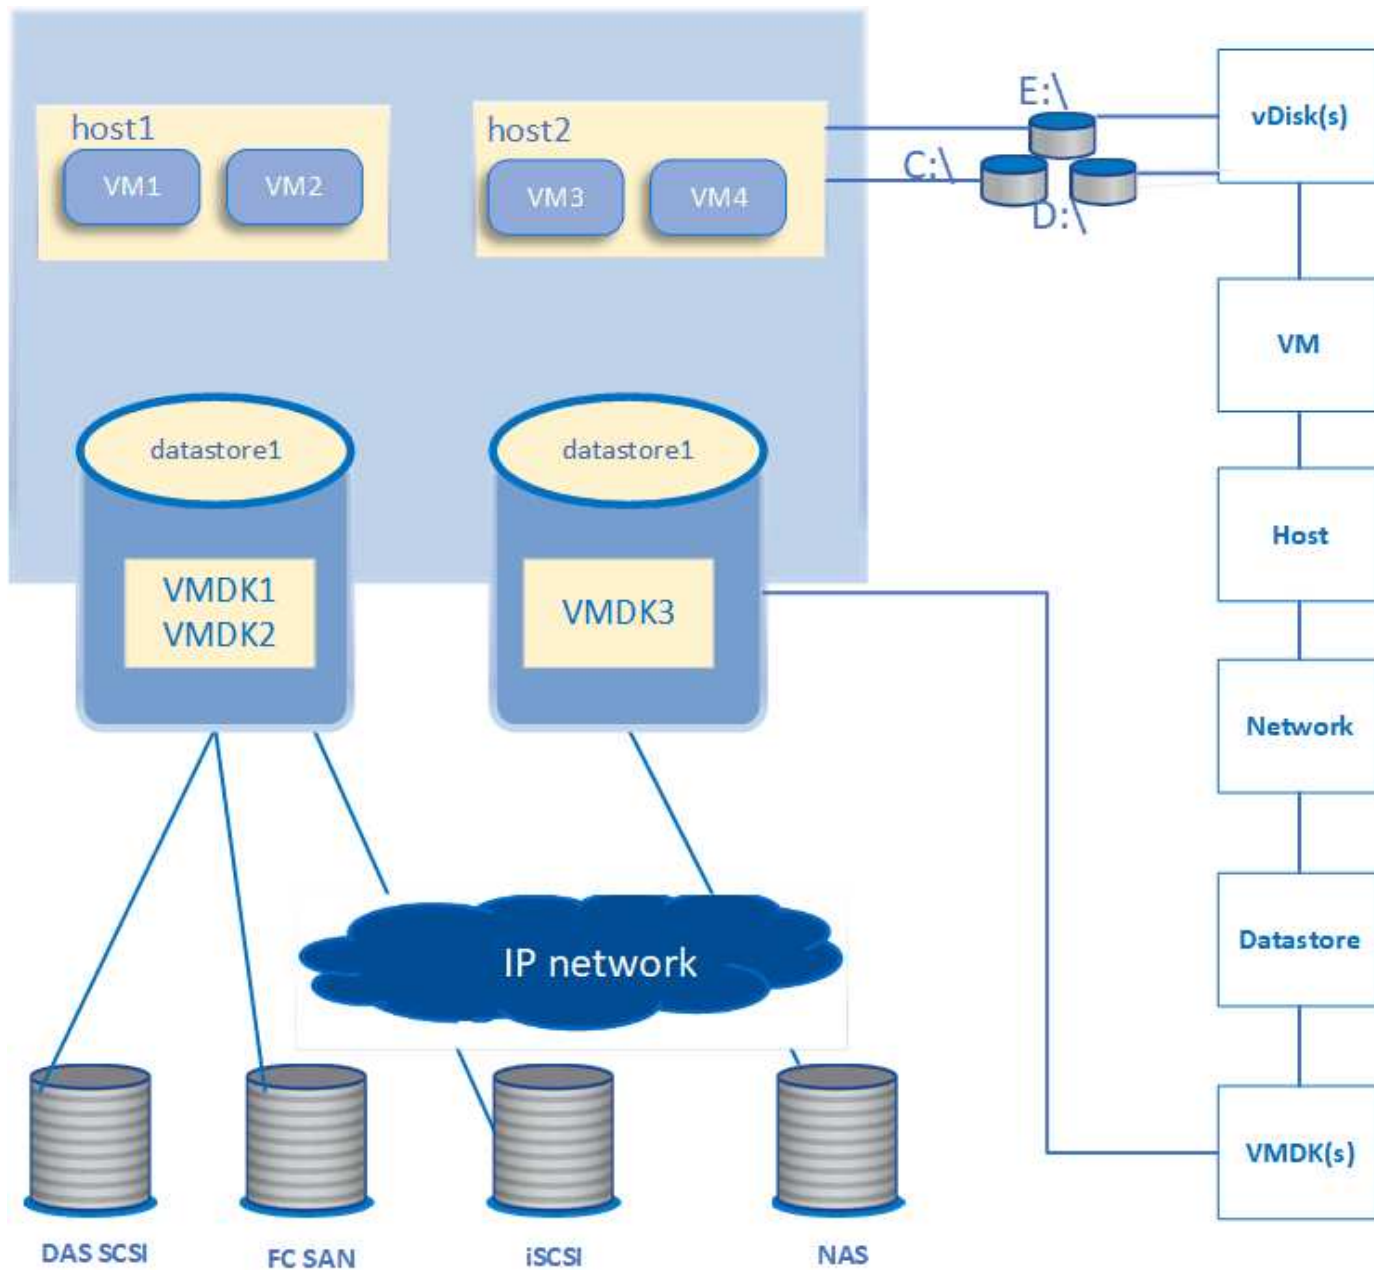 host1
VM1
VM2
host2
VM3
VM4
E:\
C:\
D:\
vDisk(s)
VM
Host
Network
Datastore
VMDK(s)
datastore1
VMDK1
VMDK2
datastore1
VMDK3
IP network
DAS SCSI
FC SAN
iSCSI
NAS